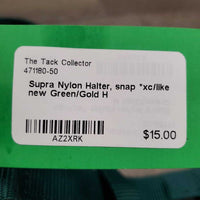 The Tack Collector
471180-50
Supra Nylon Halter, snap *xc/like
new Green/Gold H
AZ2XRK
$15.00